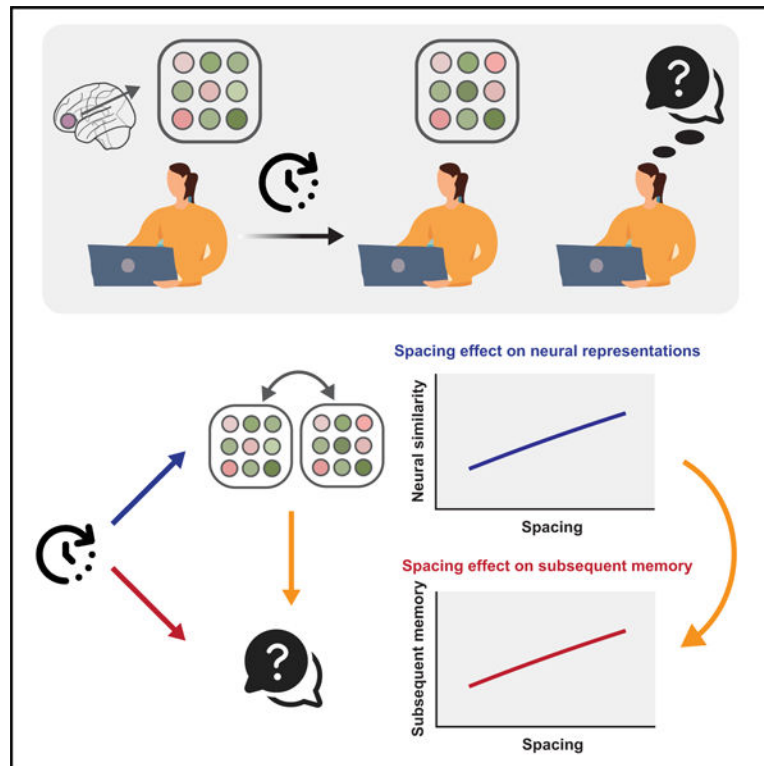 ?
Spacing effect on neural representations
Neural similarity
Spacing
Spacing effect on subsequent memory
Subsequent memory
Spacing
?